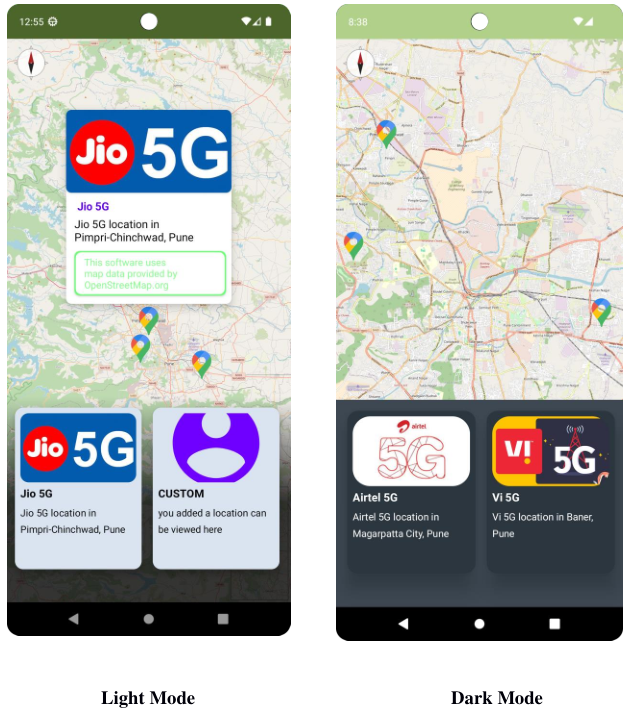 12:55
Jio 5G
Jio 5G
Jio 5G location in
Pimpri-Chinchwad, Pune
This software uses
map data provided by
OpenStreetMap.org
Jio 5G
Jio 5G
Jio 5G location in
Pimpri-Chinchwad, Pune
CUSTOM
you added a location can
be viewed here
Light Mode
8:38
airtel
5G
Airtel 5G
Airtel 5G location in
Magarpatta City, Pune
VI
5G
Vi 5G
Vi 5G location in Baner,
Pune
Dark Mode